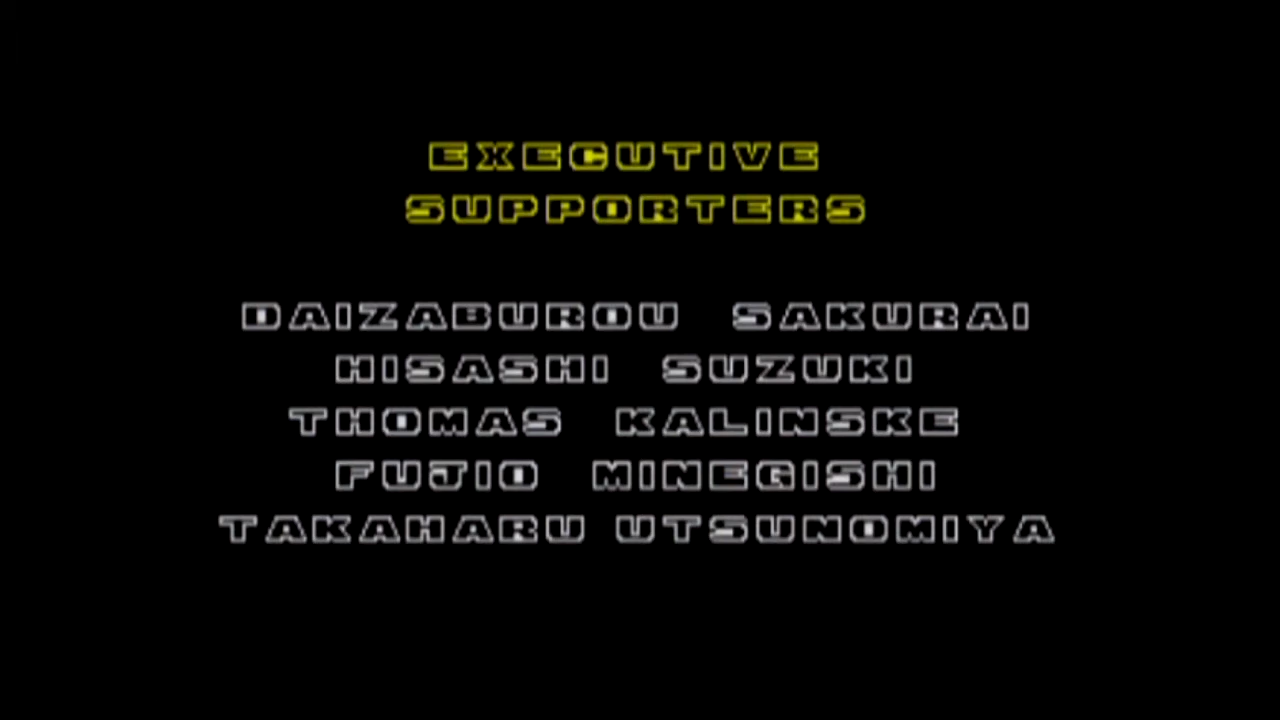 EXECUTIVE
SUPPORTERS
DAIZABUROU SAKURAI
HISASHI SUZUKI
THOMAS KALINSKE
FUJIO MINEGISHI
TAKAHARU UTSUNOMIYA